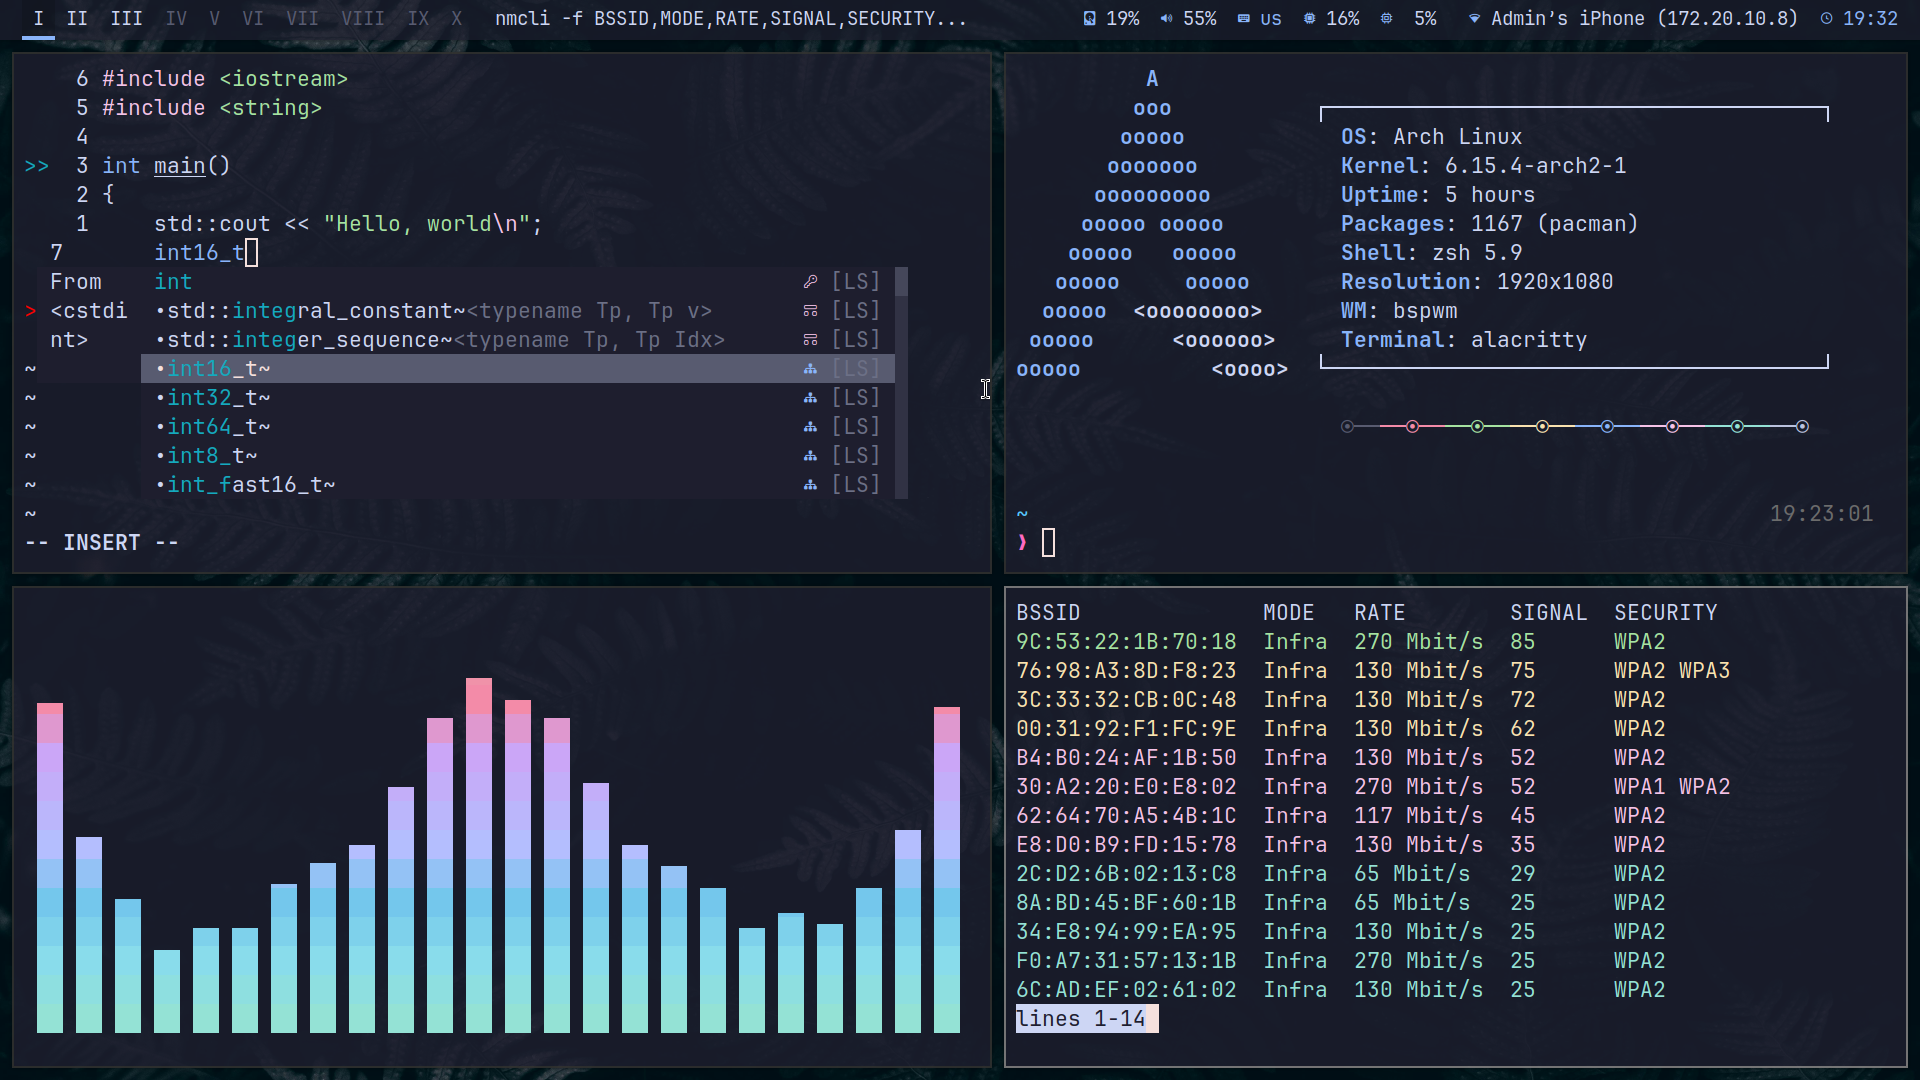 I II III IV V VI VII VIII IX X nmcli -f BSSID,MODE,RATE,SIGNAL,SECURITY... 19% 55% us 16% 5% Admin's iPhone (172.20.10.8) 19:32
6 #include <iostream>
5 #include <string>
4
>> 3 int main()
2 {
1 std::cout << "Hello, world\n";
7 int16_t
From int [LS]
> <cstdi •std::integral_constant~<typename Tp, Tp v> [LS]
nt> •std::integer_sequence~<typename Tp, Tp Idx> [LS]
~ •int16_t~ [LS]
~ •int32_t~ [LS]
~ •int64_t~ [LS]
~ •int8_t~ [LS]
~ •int_fast16_t~ [LS]
~
-- INSERT --
A
ooo
ooooo
ooooooo
ooooooooo
ooooo ooooo
ooooo ooooo
ooooo ooooo
ooooo <oooooooo>
ooooo <oooooo>
ooooo <oooo>
OS: Arch Linux
Kernel: 6.15.4-arch2-1
Uptime: 5 hours
Packages: 1167 (pacman)
Shell: zsh 5.9
Resolution: 1920x1080
WM: bspwm
Terminal: alacritty
~ 19:23:01
❯
BSSID MODE RATE SIGNAL SECURITY
9C:53:22:1B:70:18 Infra 270 Mbit/s 85 WPA2
76:98:A3:8D:F8:23 Infra 130 Mbit/s 75 WPA2 WPA3
3C:33:32:CB:0C:48 Infra 130 Mbit/s 72 WPA2
00:31:92:F1:FC:9E Infra 130 Mbit/s 62 WPA2
B4:B0:24:AF:1B:50 Infra 130 Mbit/s 52 WPA2
30:A2:20:E0:E8:02 Infra 270 Mbit/s 52 WPA1 WPA2
62:64:70:A5:4B:1C Infra 117 Mbit/s 45 WPA2
E8:D0:B9:FD:15:78 Infra 130 Mbit/s 35 WPA2
2C:D2:6B:02:13:C8 Infra 65 Mbit/s 29 WPA2
8A:BD:45:BF:60:1B Infra 65 Mbit/s 25 WPA2
34:E8:94:99:EA:95 Infra 130 Mbit/s 25 WPA2
F0:A7:31:57:13:1B Infra 270 Mbit/s 25 WPA2
6C:AD:EF:02:61:02 Infra 130 Mbit/s 25 WPA2
lines 1-14